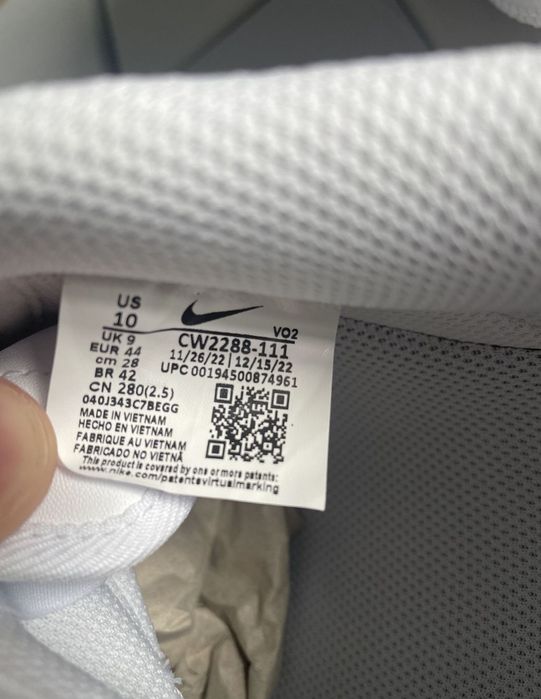 US
10
VO2
UK 9
CW2288-111
EUR 44
11/26/22 | 12/15/22
cm 28
UPC 00194500874961
BR 42
CN 280(2.5)
040J343C7BEGG
MADE IN VIETNAM
HECHO EN VIETNAM
FABRIQUE AU VIETNAM
FABRICADO NO VIETNÃ
This product is covered by one or more patents:
www.nike.com/patentsvirtualmarking